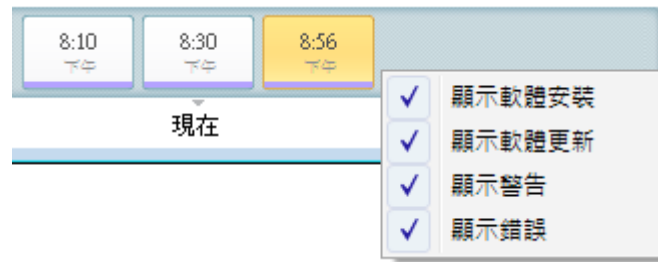 8:10
下午
8:30
下午
8:56
下午
現在
顯示軟體安裝
顯示軟體更新
顯示警告
顯示錯誤